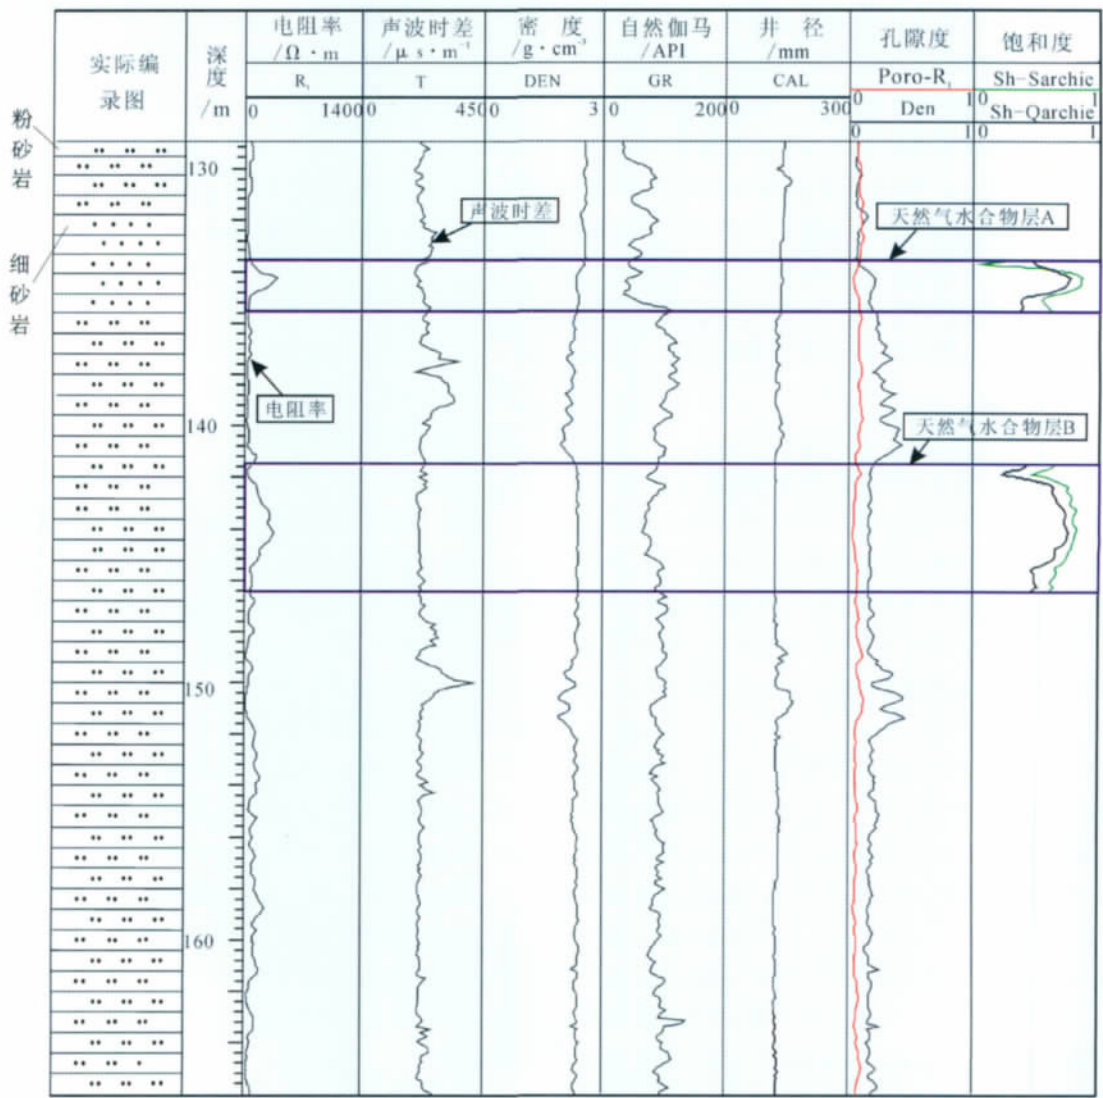 实际编
录图
深
度
/m
电阻率
/Ω·m
Rt
0 1400
声波时差
/μs·m⁻¹
T
0 450
密 度
/g·cm⁻³
DEN
0 3
自然伽马
/API
GR
0 200
井 径
/mm
CAL
0 300
孔隙度
Poro-Rt
0 1
Den
0 1
饱和度
Sh-Sarchie
0 1
Sh-Qarchie
0 1
粉
砂
岩
细
砂
岩
130
140
150
160
声波时差
天然气水合物层A
电阻率
天然气水合物层B